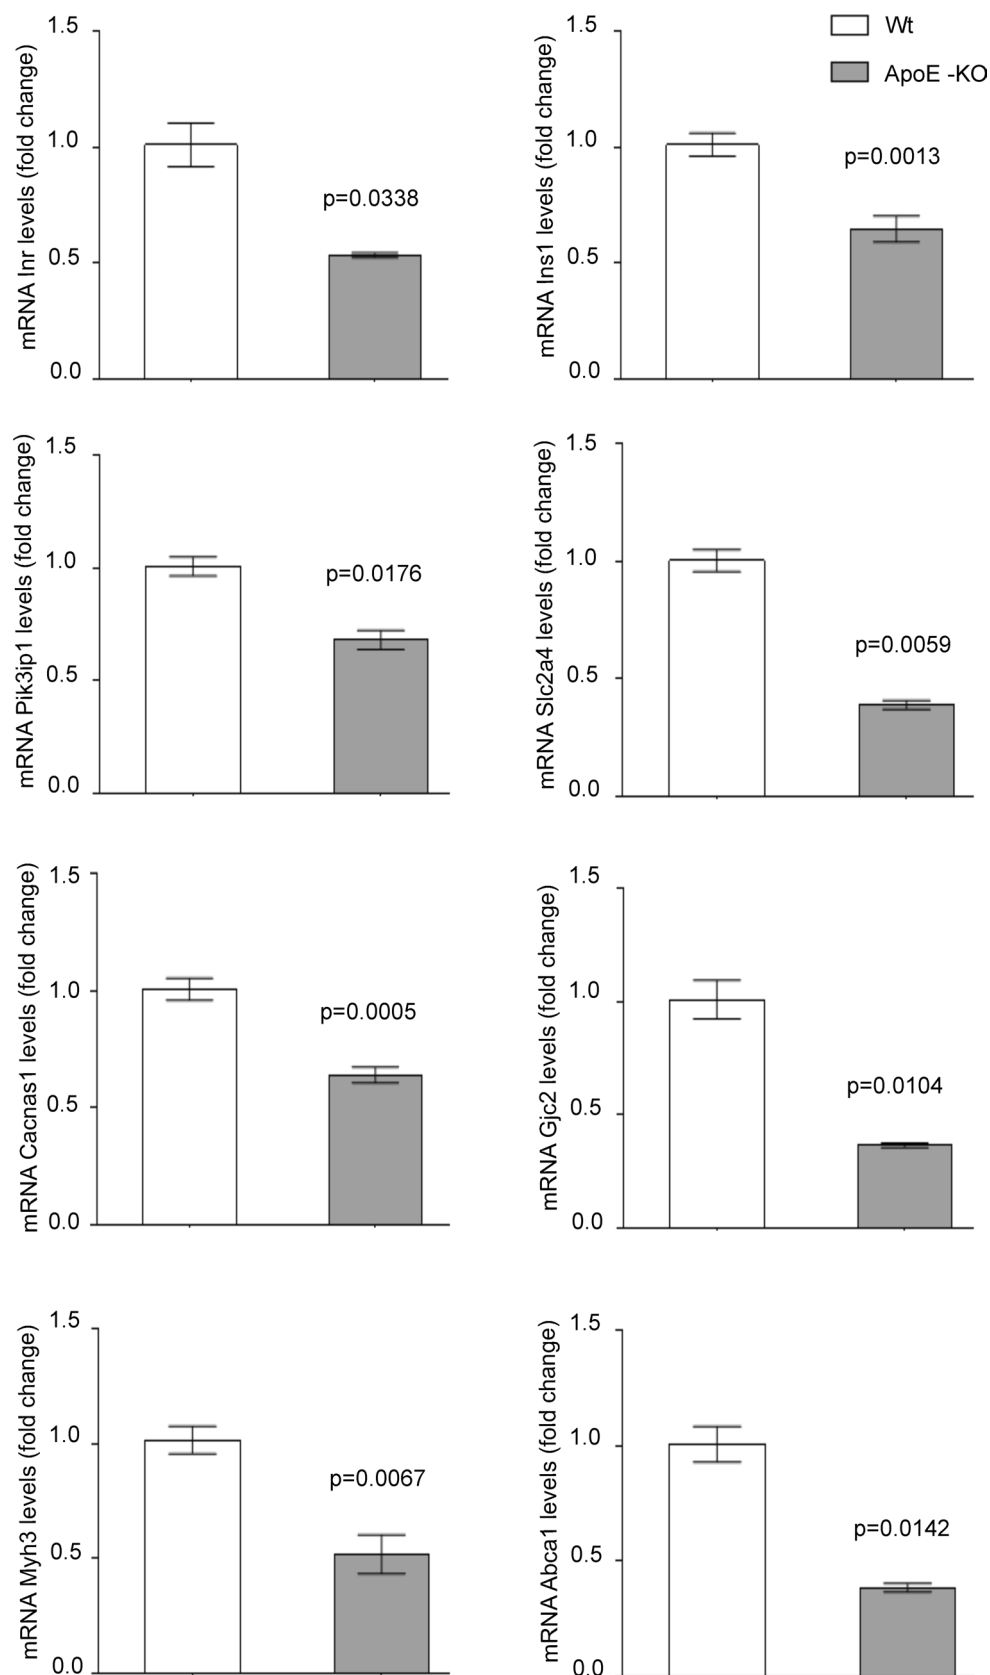 Wt
ApoE -KO
mRNA Inr levels (fold change)
1.5
1.0
0.5
0.0
p=0.0338
mRNA Ins1 levels (fold change)
1.5
1.0
0.5
0.0
p=0.0013
mRNA Pik3ip1 levels (fold change)
1.5
1.0
0.5
0.0
p=0.0176
mRNA Slc2a4 levels (fold change)
1.5
1.0
0.5
0.0
p=0.0059
mRNA Cacnas1 levels (fold change)
1.5
1.0
0.5
0.0
p=0.0005
mRNA Gjc2 levels (fold change)
1.5
1.0
0.5
0.0
p=0.0104
mRNA Myh3 levels (fold change)
1.5
1.0
0.5
0.0
p=0.0067
mRNA Abca1 levels (fold change)
1.5
1.0
0.5
0.0
p=0.0142